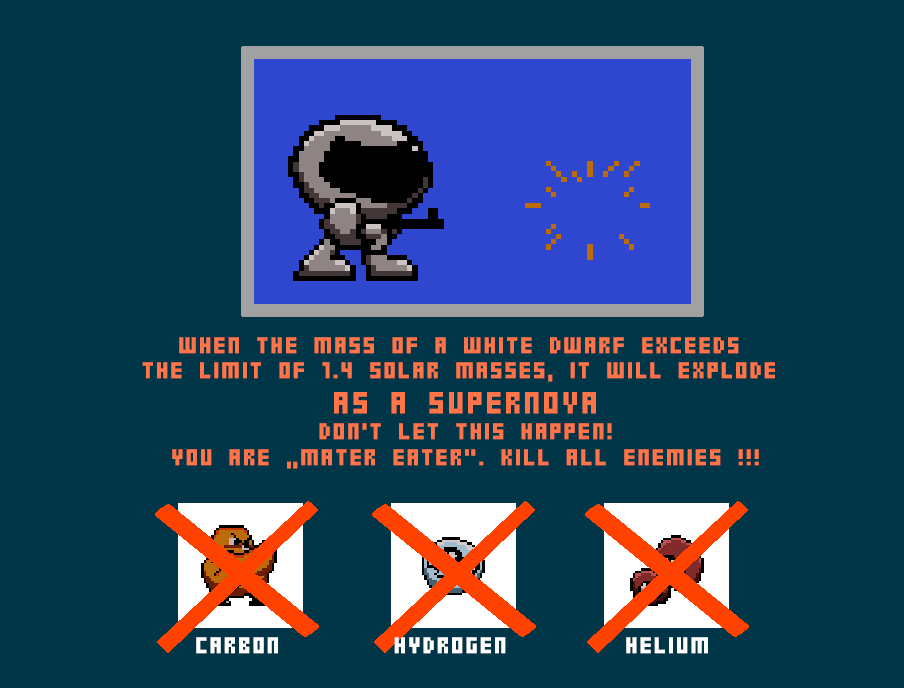 WHEN THE MASS OF A WHITE DWARF EXCEEDS
THE LIMIT OF 1.4 SOLAR MASSES, IT WILL EXPLODE
AS A SUPERNOVA
DON'T LET THIS HAPPEN!
YOU ARE „MATER EATER". KILL ALL ENEMIES !!!
CARBON
HYDROGEN
HELIUM